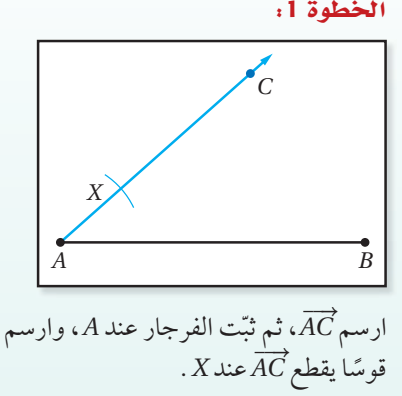 الخطوة 1:
C
X
A B
ارسم AC→، ثم ثبّت الفرجار عند A، وارسم
قوسًا يقطع AC→ عند X.